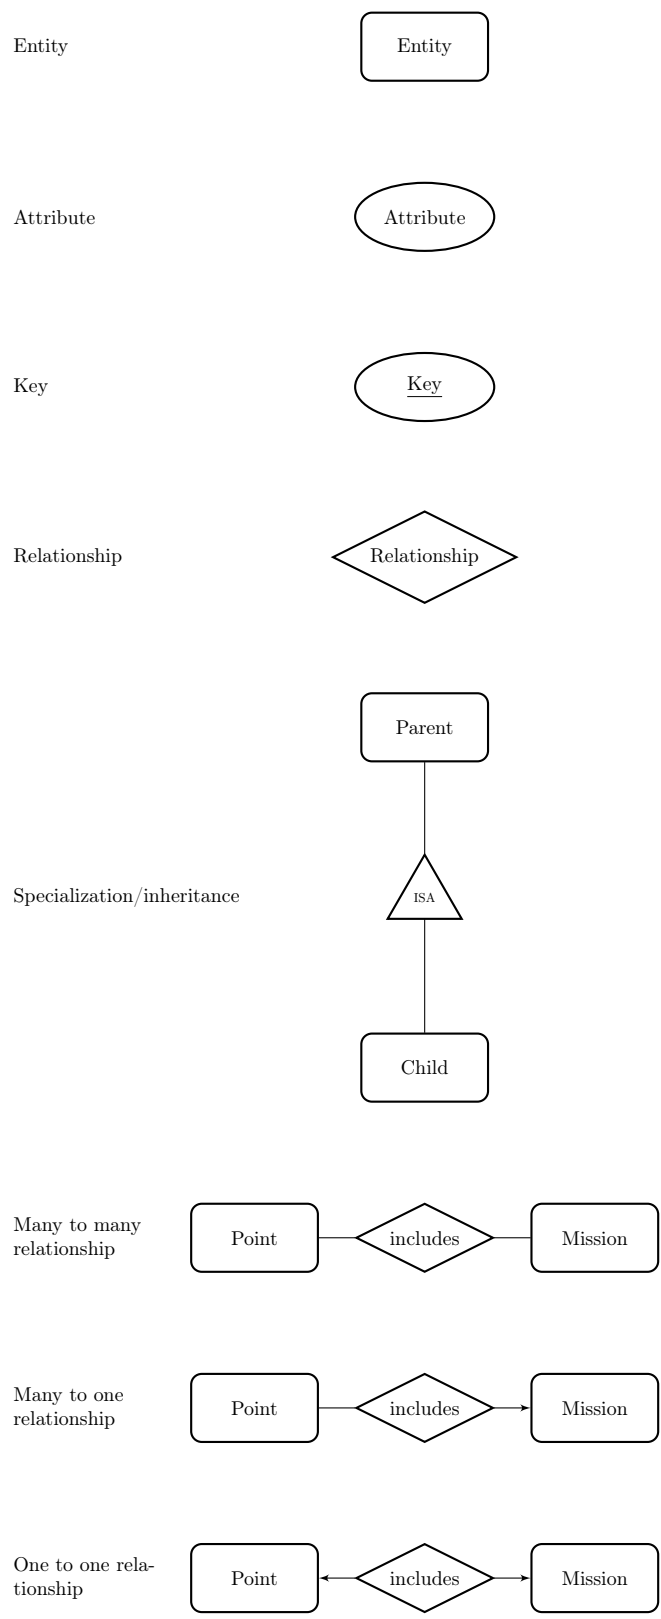 Entity Entity
Attribute Attribute
Key Key
Relationship Relationship
Parent
Specialization/inheritance ISA
Child
Many to many
relationship
Point includes Mission
Many to one
relationship
Point includes Mission
One to one rela-
tionship
Point includes Mission